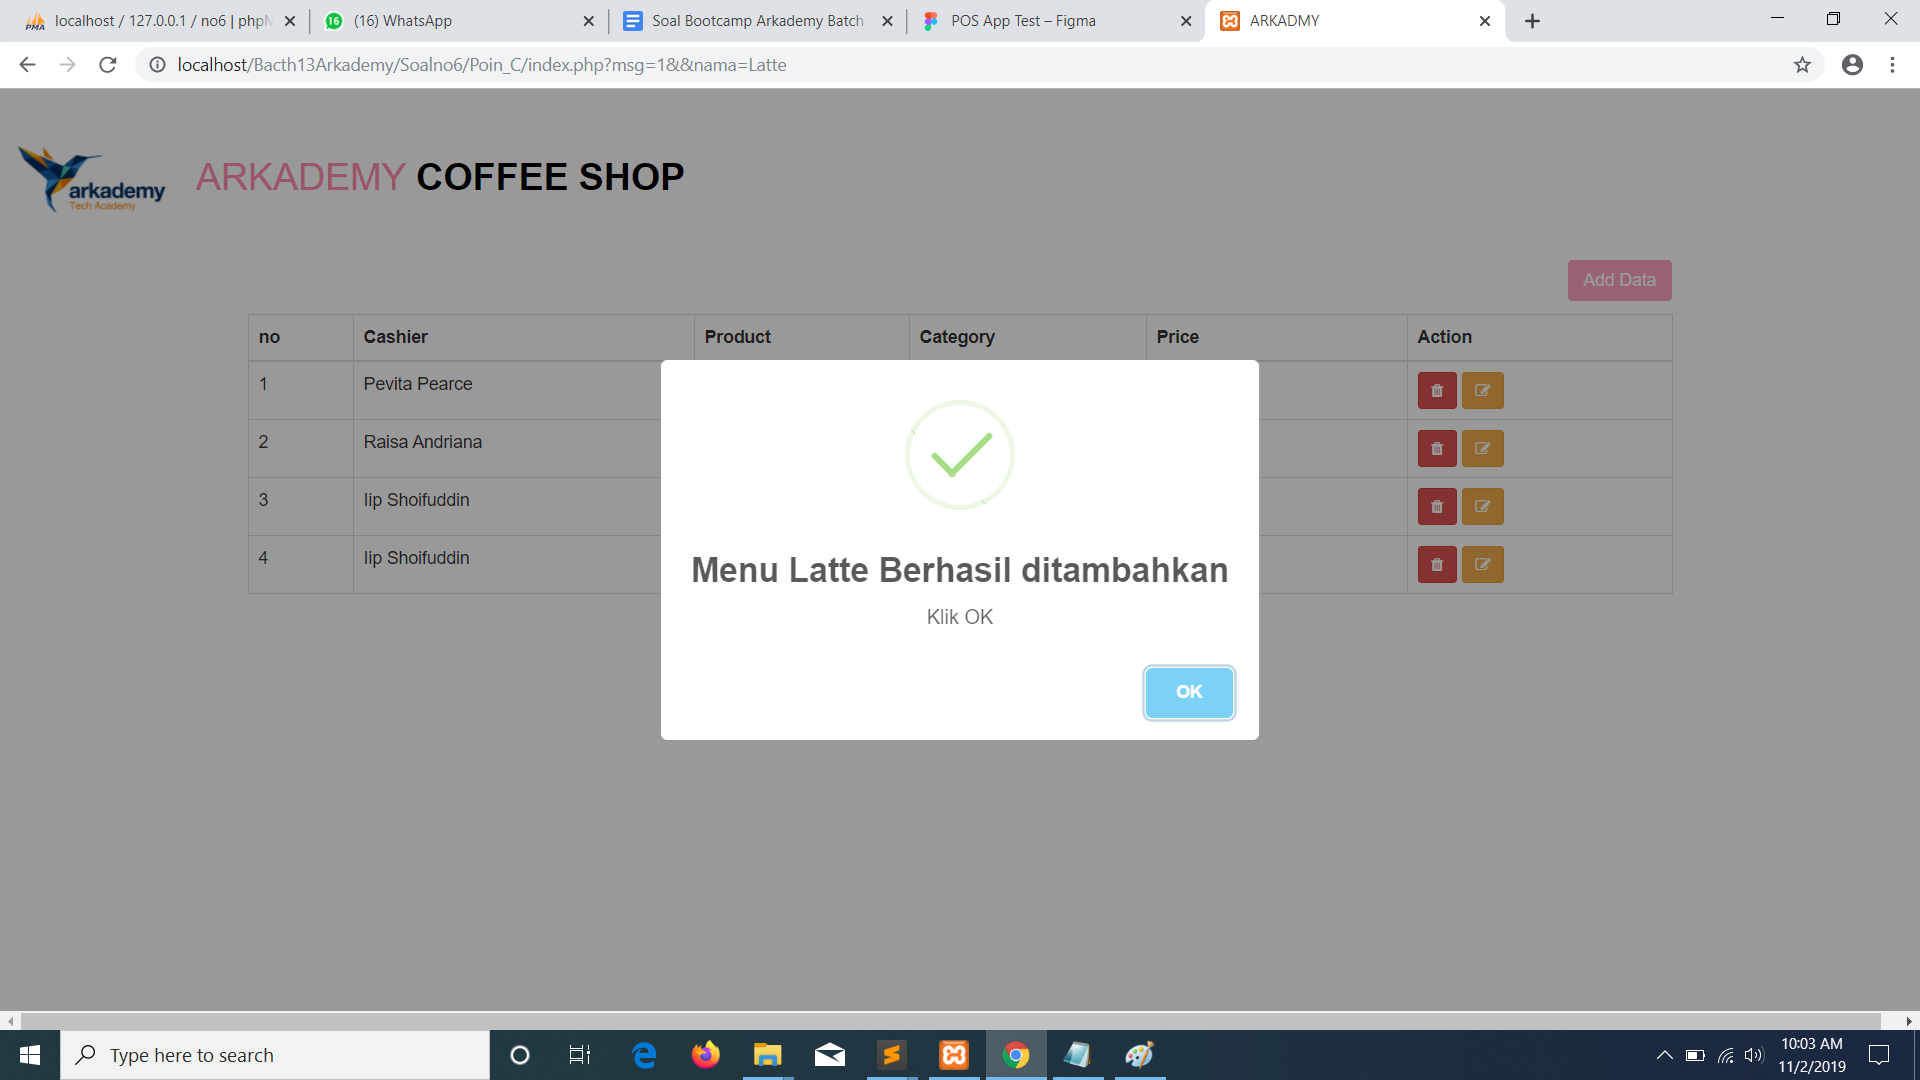 localhost / 127.0.0.1 / no6 | phpM
(16) WhatsApp
Soal Bootcamp Arkademy Batch
POS App Test – Figma
ARKADMY
localhost/Bacth13Arkademy/Soalno6/Poin_C/index.php?msg=1&&nama=Latte
arkademy
Tech Academy
ARKADEMY COFFEE SHOP
Add Data
no Cashier Product Category Price Action
1 Pevita Pearce
2 Raisa Andriana
3 Iip Shoifuddin
4 Iip Shoifuddin
Menu Latte Berhasil ditambahkan
Klik OK
OK
Type here to search
10:03 AM
11/2/2019